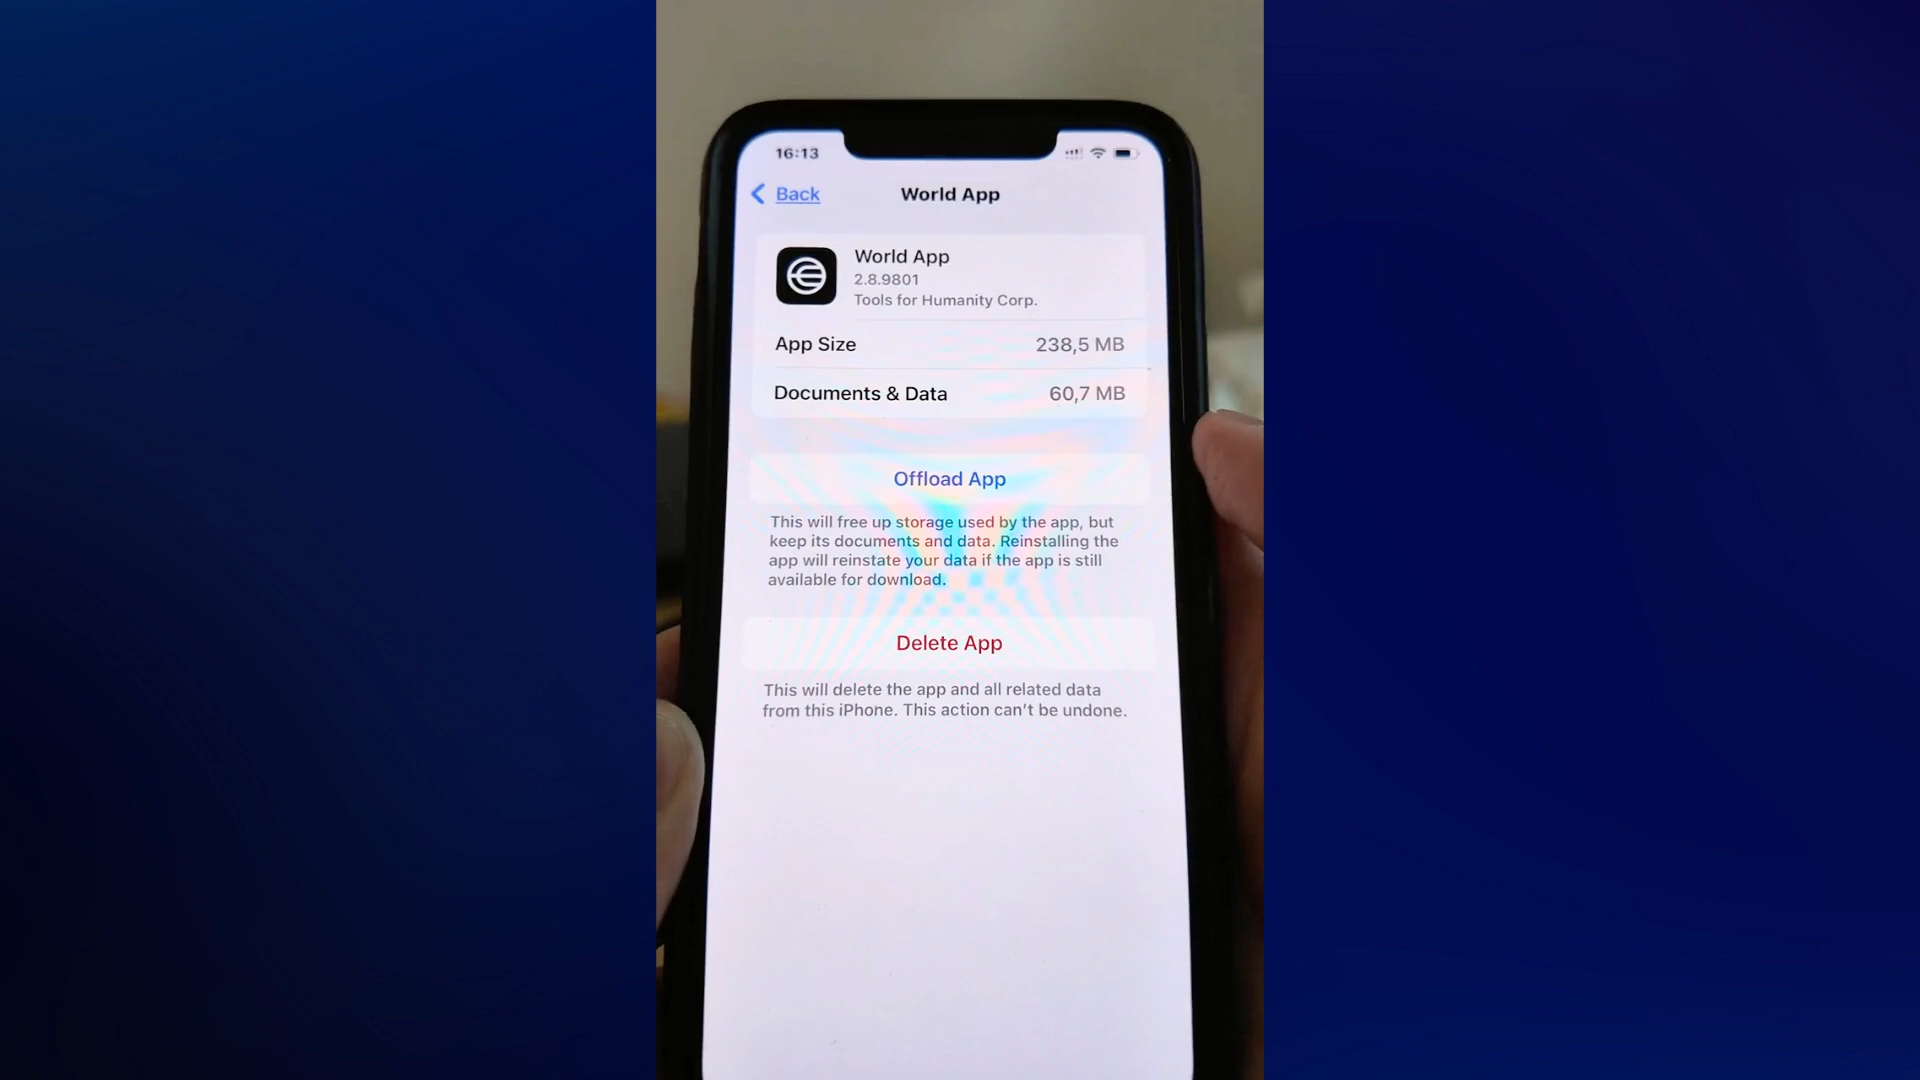 16:13
Back
World App
World App
2.8.9801
Tools for Humanity Corp.
App Size 238,5 MB
Documents & Data 60,7 MB
Offload App
This will free up storage used by the app, but
keep its documents and data. Reinstalling the
app will reinstate your data if the app is still
available for download.
Delete App
This will delete the app and all related data
from this iPhone. This action can't be undone.